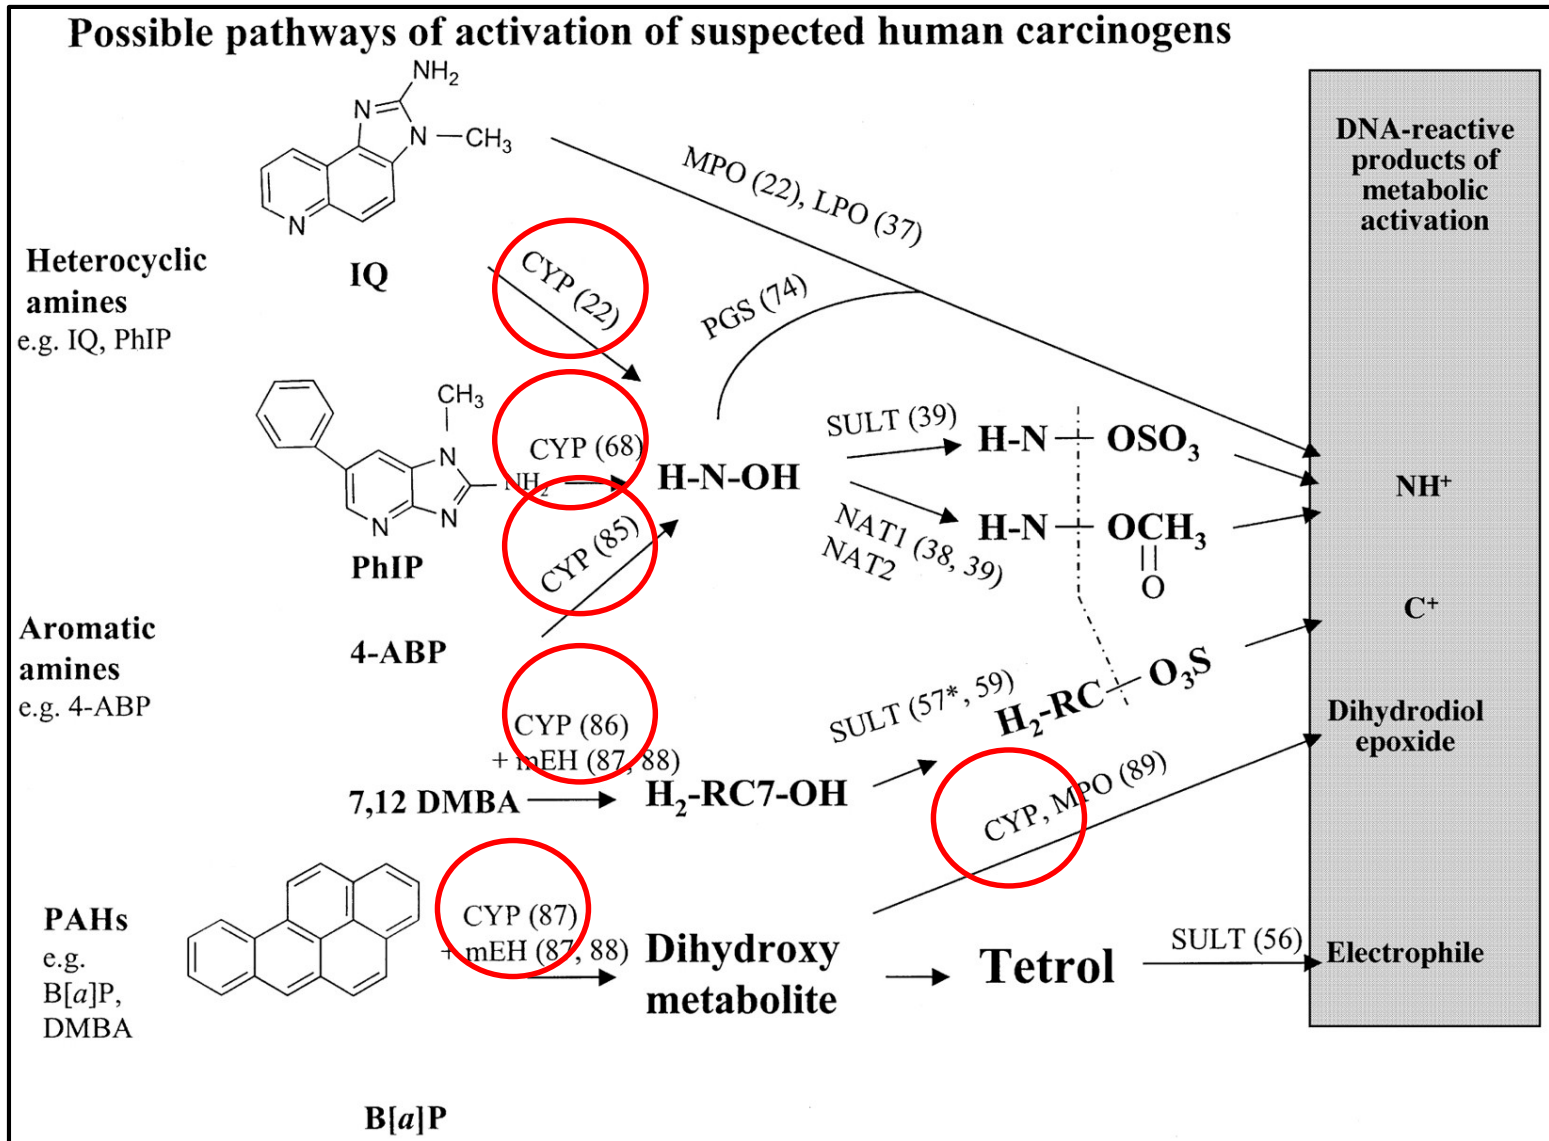 Possible pathways of activation of suspected human carcinogens
NH2
N
N
CH3
N
IQ
Heterocyclic
amines
e.g. IQ, PhIP
MPO (22), LPO (37)
CYP (22)
PGS (74)
CH3
N
NH2
N
N
PhIP
CYP (68)
H-N-OH
CYP (85)
SULT (39)
H-N
OSO3
NAT1 (38, 39)
NAT2
H-N
OCH3
O
Aromatic
amines
e.g. 4-ABP
4-ABP
CYP (86)
+ mEH (87, 88)
7,12 DMBA
H2-RC7-OH
SULT (57*, 59)
H2-RC
O3S
CYP, MPO (89)
PAHs
e.g.
B[a]P,
DMBA
CYP (87)
+ mEH (87, 88)
Dihydroxy
metabolite
Tetrol
SULT (56)
B[a]P
DNA-reactive
products of
metabolic
activation
NH+
C+
Dihydrodiol
epoxide
Electrophile